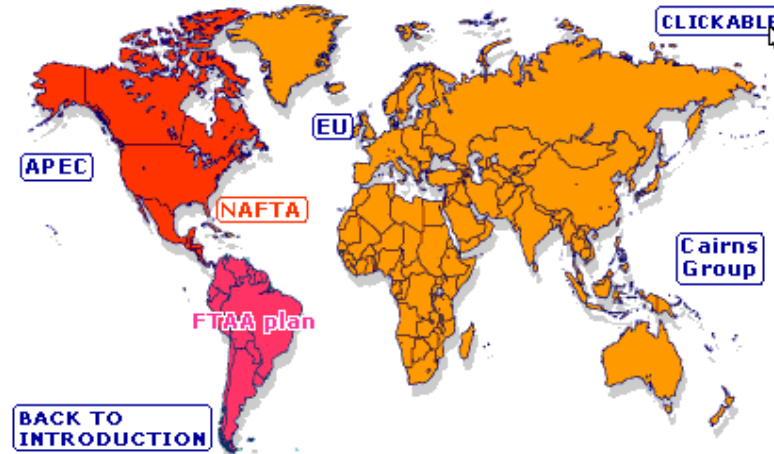 CLICKABLE
EU
APEC
NAFTA
Cairns
Group
FTAA plan
BACK TO
INTRODUCTION